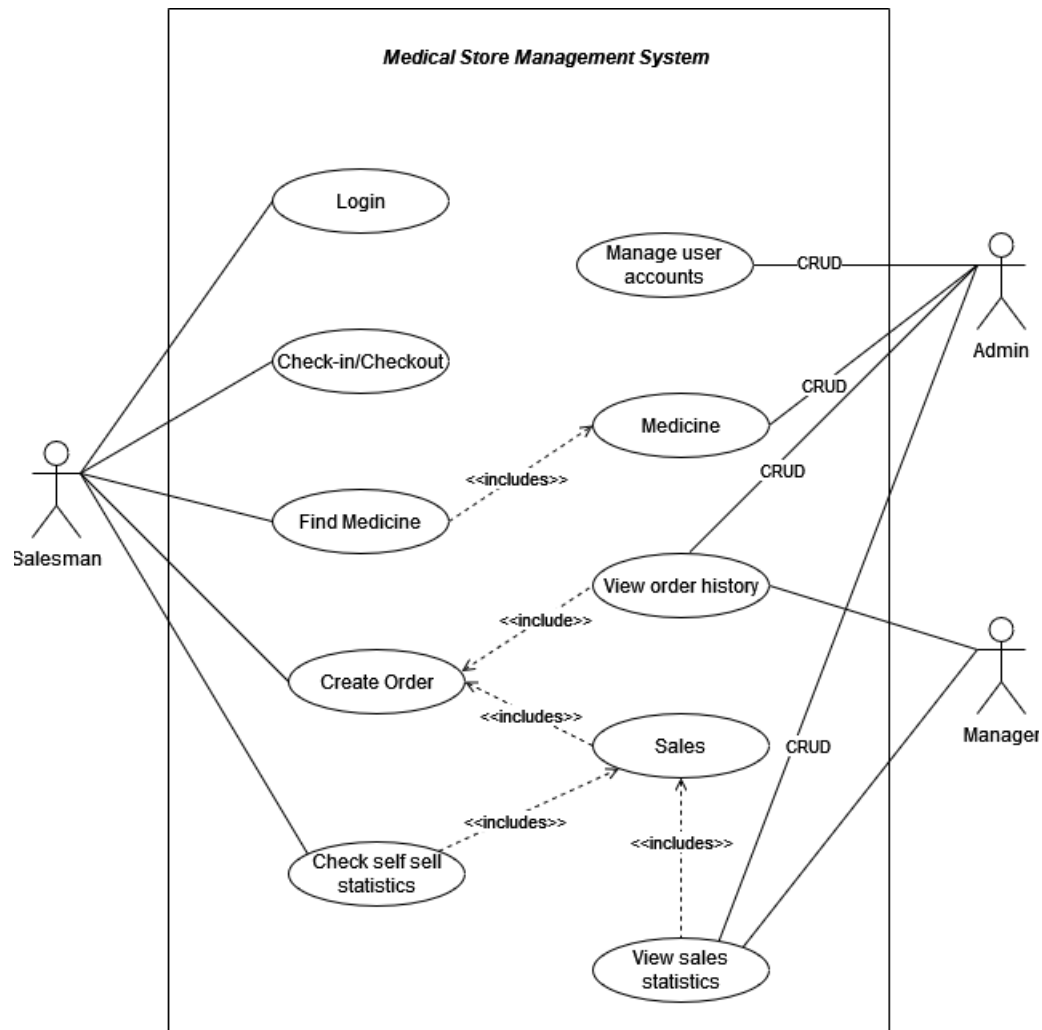 Medical Store Management System
Login
Manage user
accounts
CRUD
Admin
Check-in/Checkout
CRUD
Medicine
<<includes>>
CRUD
Salesman
Find Medicine
View order history
<<include>>
Create Order
<<includes>>
Sales
Manager
CRUD
<<includes>>
<<includes>>
Check self sell
statistics
View sales
statistics